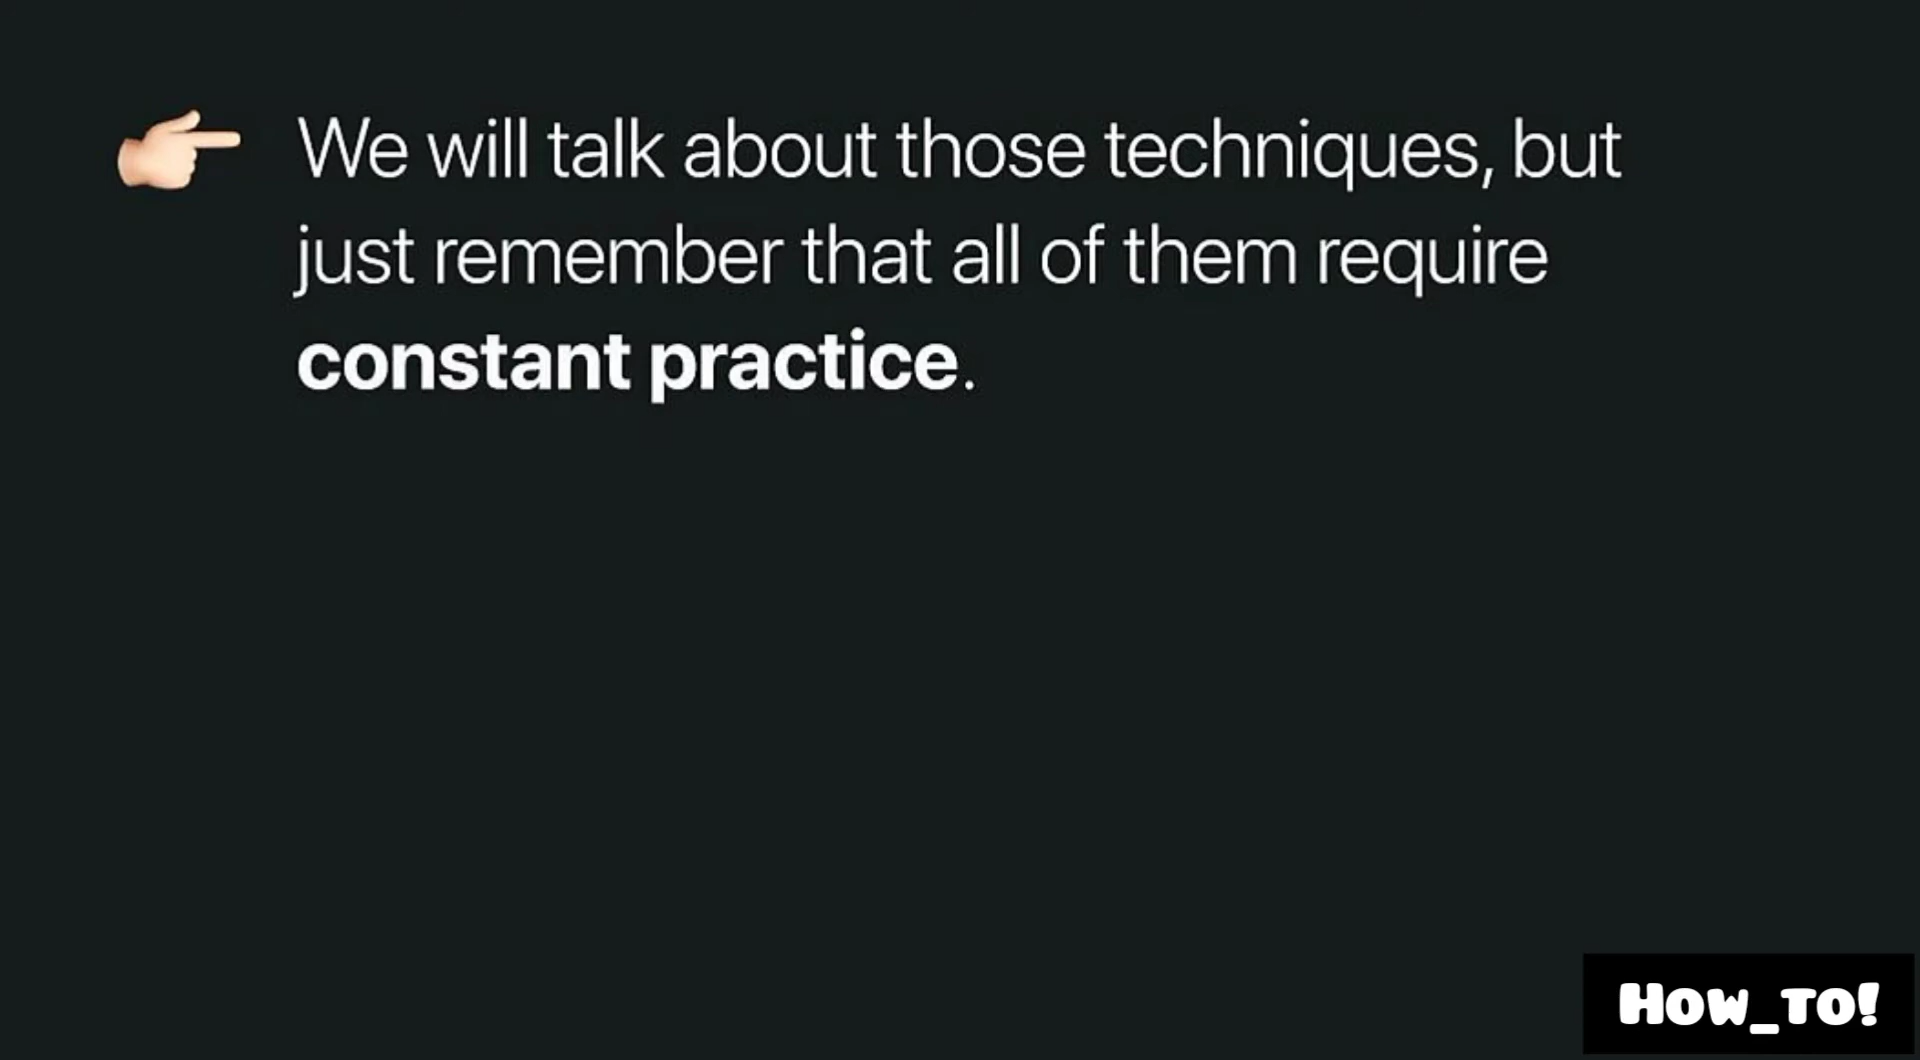 We will talk about those techniques, but
just remember that all of them require
constant practice.
How_to!